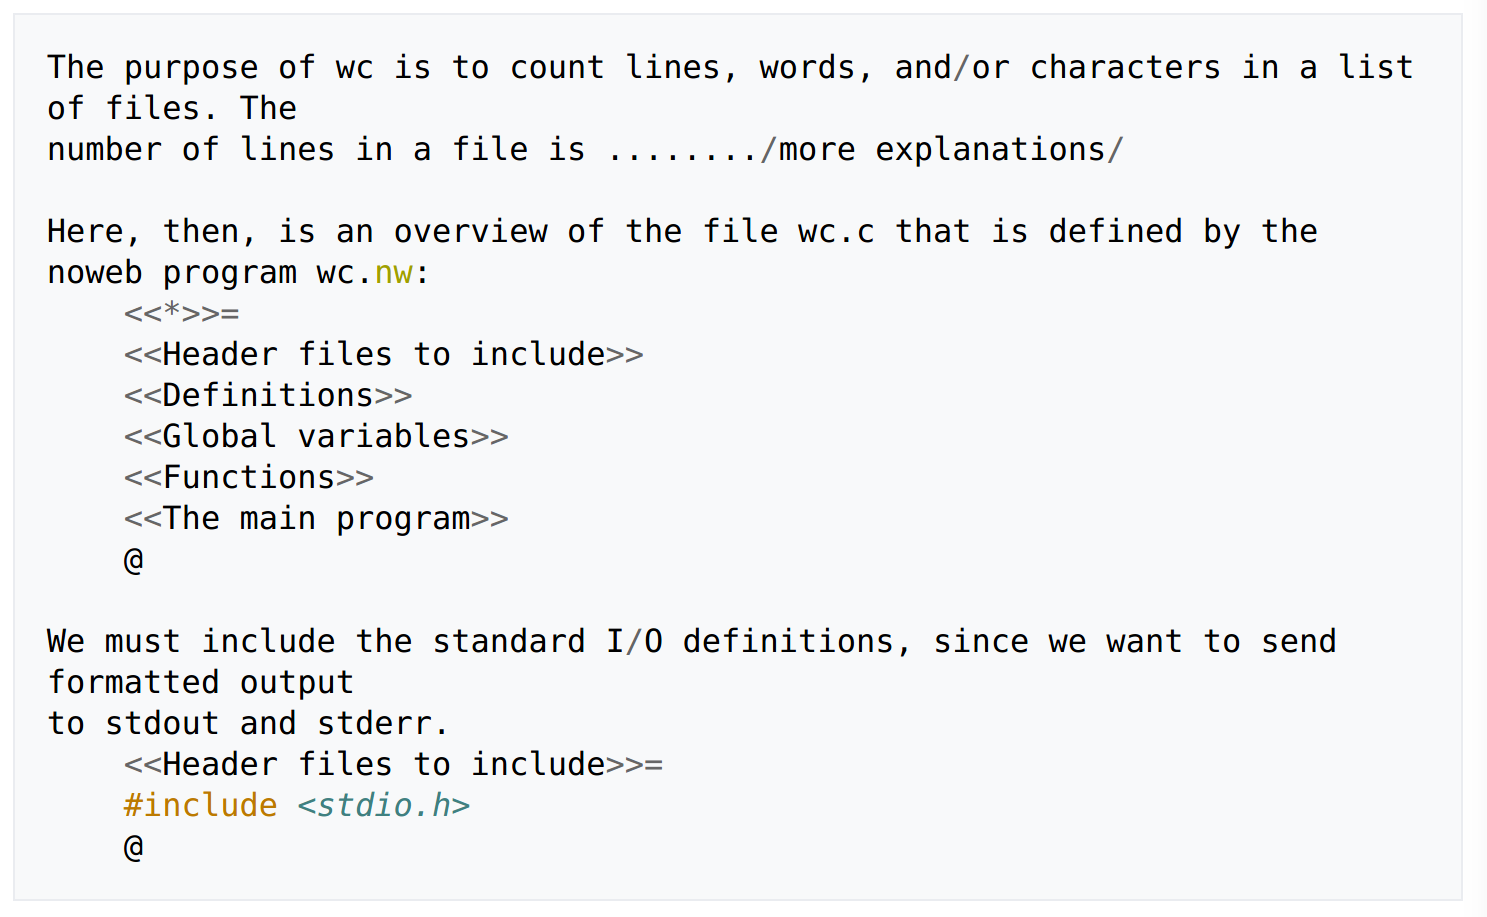 The purpose of wc is to count lines, words, and/or characters in a list
of files. The
number of lines in a file is ......../more explanations/
Here, then, is an overview of the file wc.c that is defined by the
noweb program wc.nw:
<<*>>=
<<Header files to include>>
<<Definitions>>
<<Global variables>>
<<Functions>>
<<The main program>>
@
We must include the standard I/O definitions, since we want to send
formatted output
to stdout and stderr.
<<Header files to include>>=
#include <stdio.h>
@